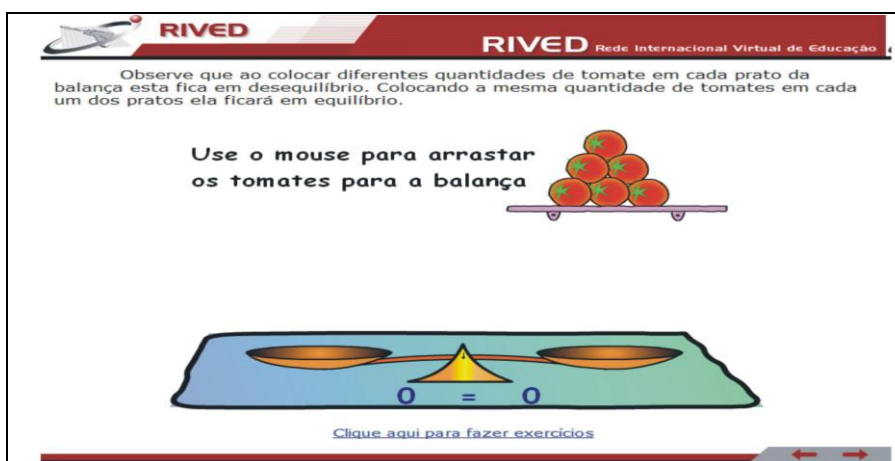 RIVED
RIVED Rede Internacional Virtual de Educação
Observe que ao colocar diferentes quantidades de tomate em cada prato da
balança esta fica em desequilíbrio. Colocando a mesma quantidade de tomates em cada
um dos pratos ela ficará em equilíbrio.
Use o mouse para arrastar
os tomates para a balança
0 = 0
Clique aqui para fazer exercícios